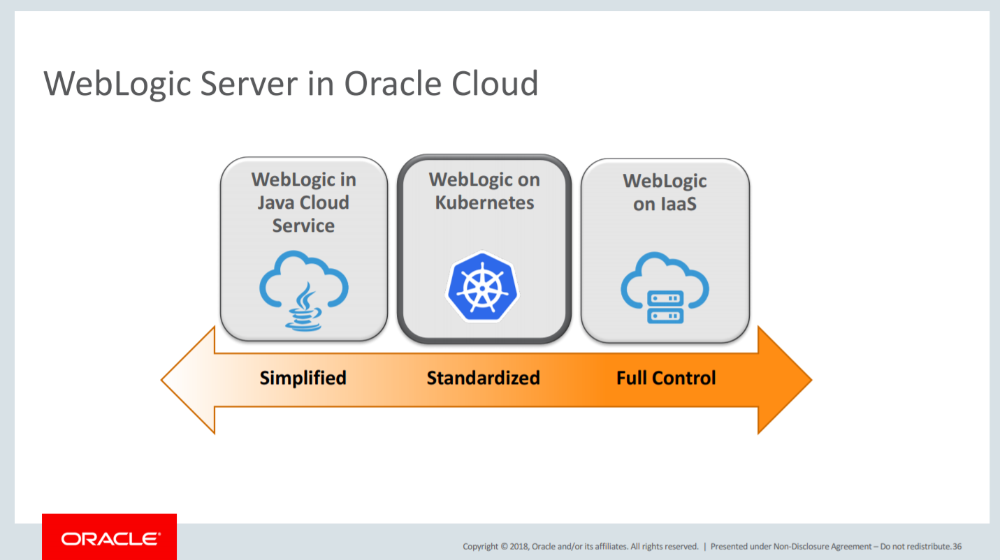 WebLogic Server in Oracle Cloud
WebLogic in
Java Cloud
Service
WebLogic on
Kubernetes
WebLogic
on IaaS
Simplified
Standardized
Full Control
ORACLE®
Copyright © 2018, Oracle and/or its affiliates. All rights reserved. | Presented under Non-Disclosure Agreement – Do not redistribute. 36